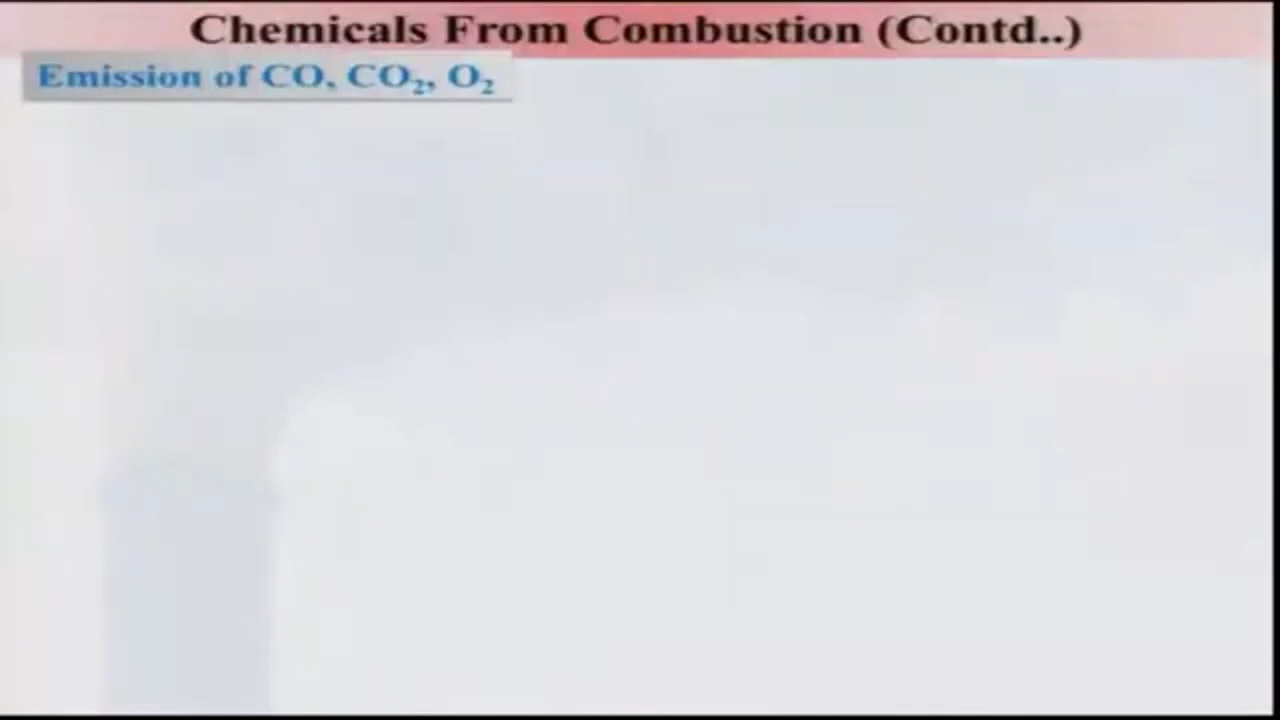 Chemicals From Combustion (Contd..)
Emission of CO, CO₂, O₂